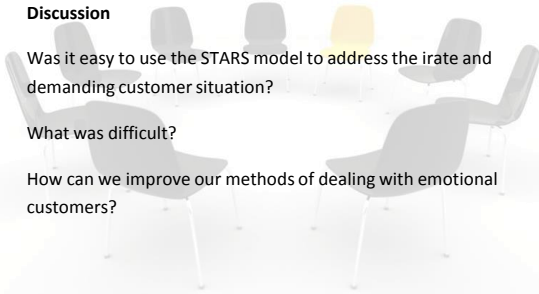 Discussion
Was it easy to use the STARS model to address the irate and
demanding customer situation?
What was difficult?
How can we improve our methods of dealing with emotional
customers?